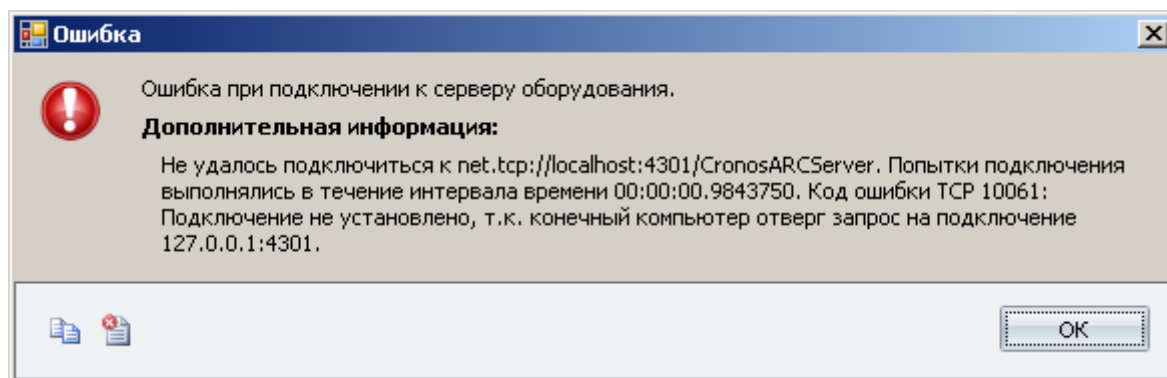 Ошибка
Ошибка при подключении к серверу оборудования.
Дополнительная информация:
Не удалось подключиться к net.tcp://localhost:4301/CronosARCServer. Попытки подключения
выполнялись в течение интервала времени 00:00:00.9843750. Код ошибки TCP 10061:
Подключение не установлено, т.к. конечный компьютер отверг запрос на подключение
127.0.0.1:4301.
OK